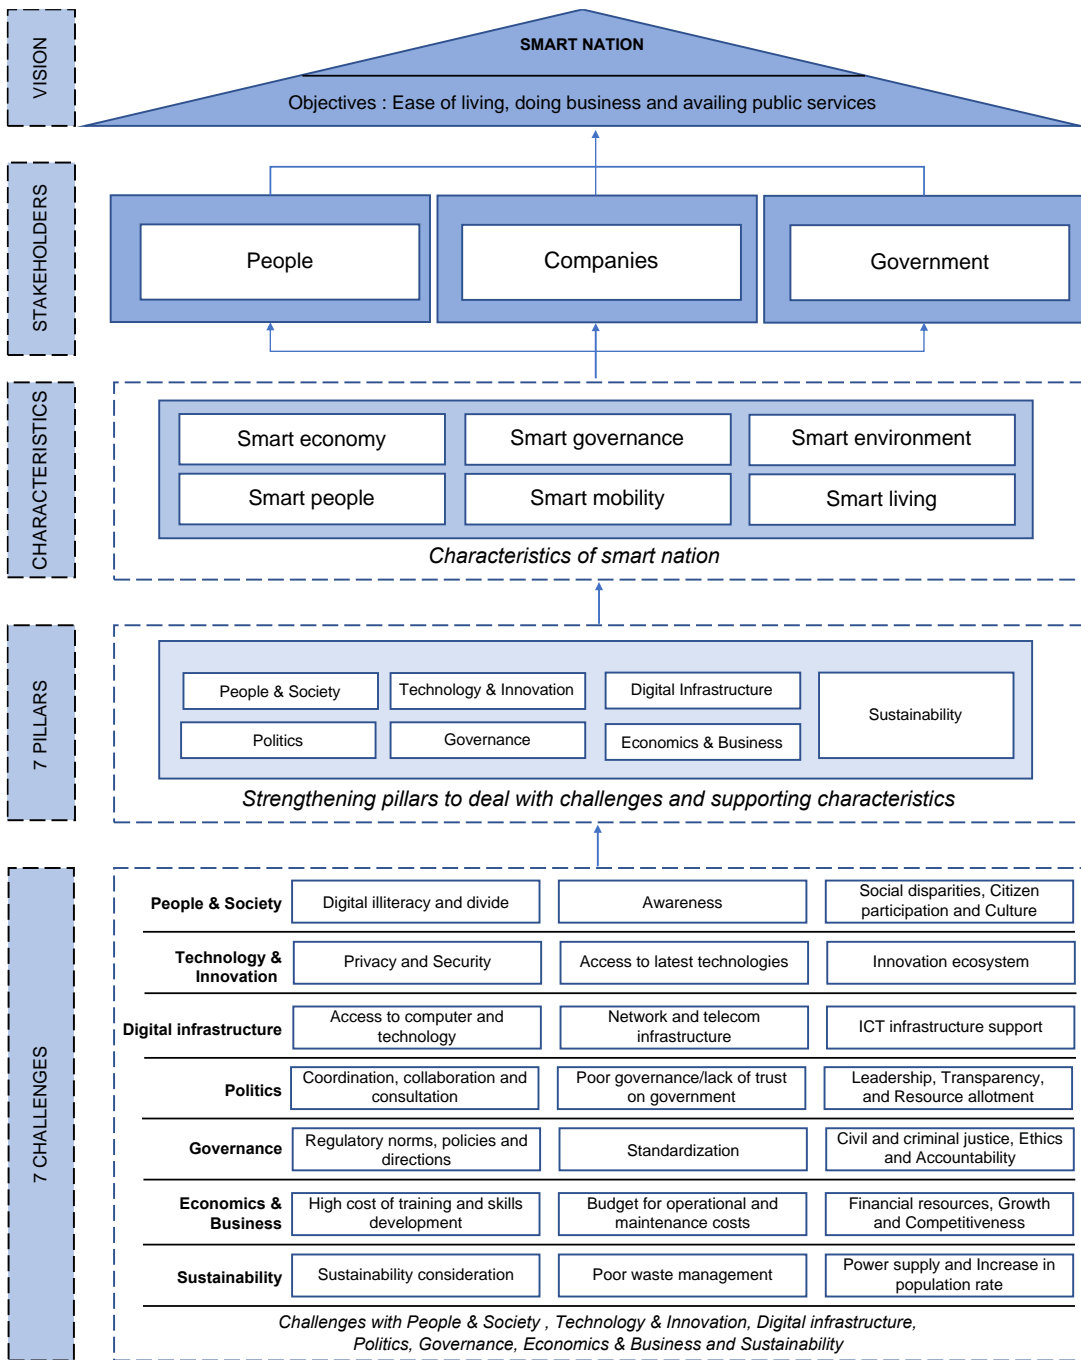 VISION
SMART NATION
Objectives : Ease of living, doing business and availing public services
STAKEHOLDERS
People
Companies
Government
CHARACTERISTICS
Smart economy
Smart governance
Smart environment
Smart people
Smart mobility
Smart living
Characteristics of smart nation
7 PILLARS
People & Society
Technology & Innovation
Digital Infrastructure
Sustainability
Politics
Governance
Economics & Business
Strengthening pillars to deal with challenges and supporting characteristics
7 CHALLENGES
People & Society
Digital illiteracy and divide
Awareness
Social disparities, Citizen
participation and Culture
Technology &
Innovation
Privacy and Security
Access to latest technologies
Innovation ecosystem
Digital infrastructure
Access to computer and
technology
Network and telecom
infrastructure
ICT infrastructure support
Politics
Coordination, collaboration and
consultation
Poor governance/lack of trust
on government
Leadership, Transparency,
and Resource allotment
Governance
Regulatory norms, policies and
directions
Standardization
Civil and criminal justice, Ethics
and Accountability
Economics &
Business
High cost of training and skills
development
Budget for operational and
maintenance costs
Financial resources, Growth
and Competitiveness
Sustainability
Sustainability consideration
Poor waste management
Power supply and Increase in
population rate
Challenges with People & Society , Technology & Innovation, Digital infrastructure,
Politics, Governance, Economics & Business and Sustainability